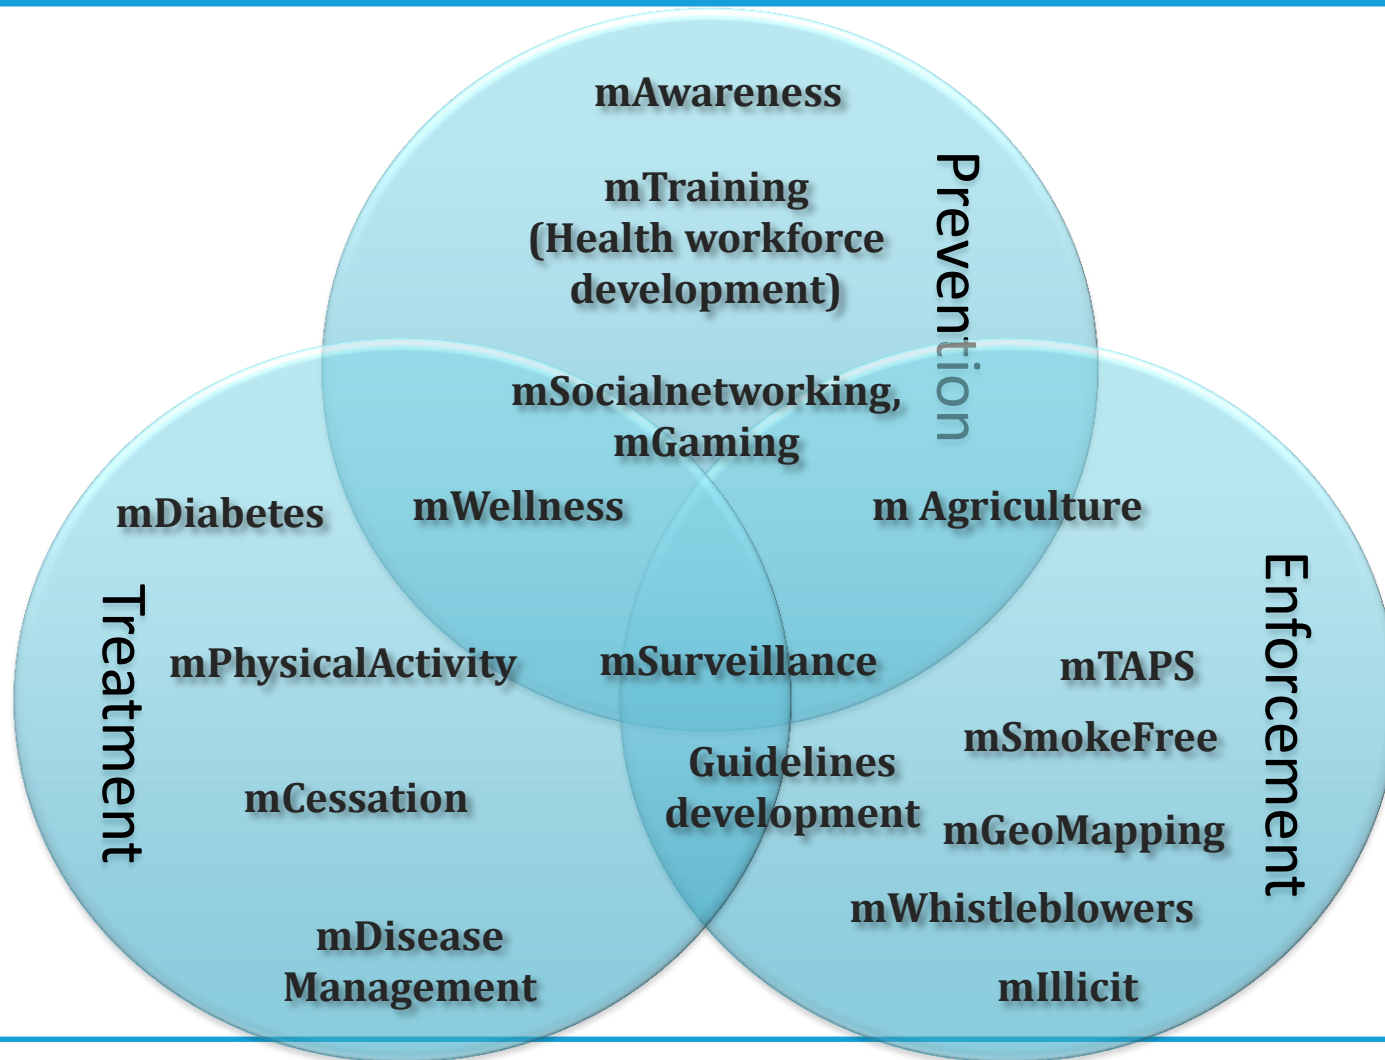 mAwareness
Prevention
mTraining
(Health workforce
development)
mSocialnetworking,
mGaming
mDiabetes
mWellness
m Agriculture
Treatment
Enforcement
mPhysicalActivity
mSurveillance
mTAPS
mSmokeFree
Guidelines
development
mCessation
mGeoMapping
mWhistleblowers
mDisease
Management
mIllicit